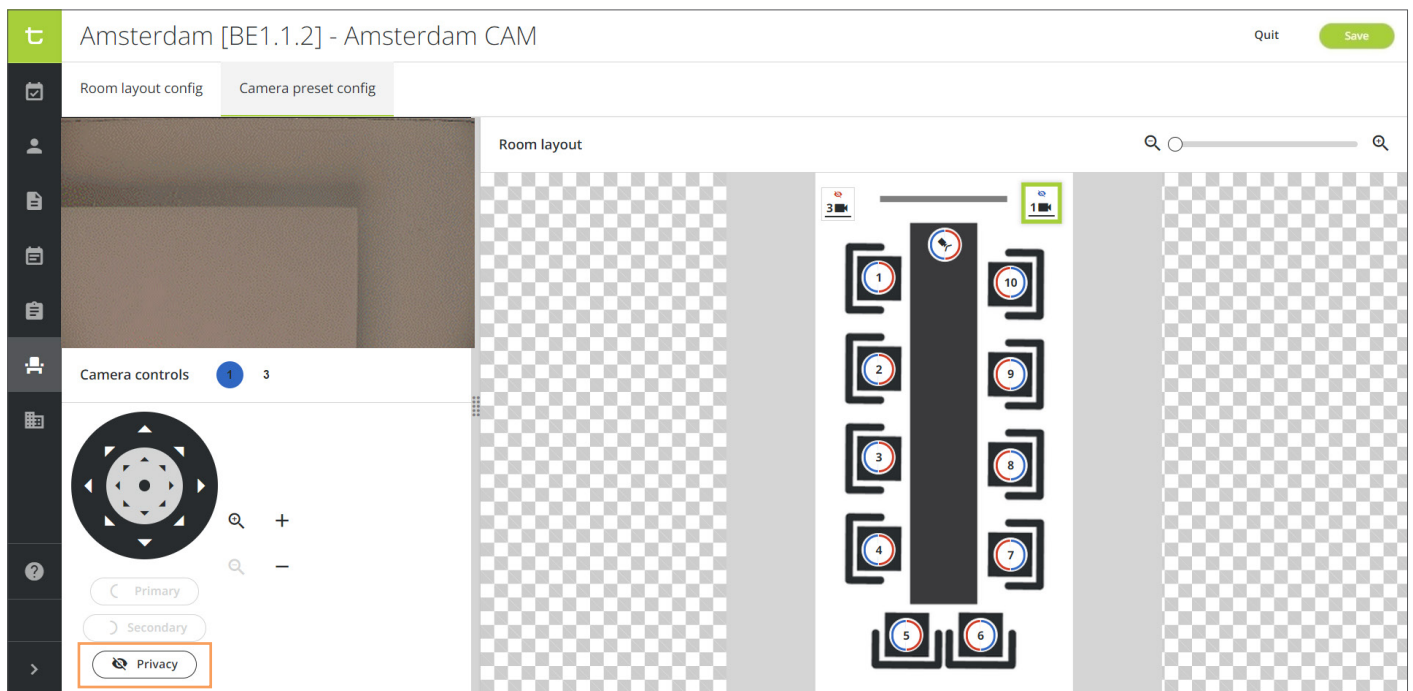 Amsterdam [BE1.1.2] - Amsterdam CAM
Quit
Save
Room layout config
Camera preset config
Room layout
3
1
1
10
2
9
3
8
4
7
5
6
Camera controls
1
3
Primary
Secondary
Privacy